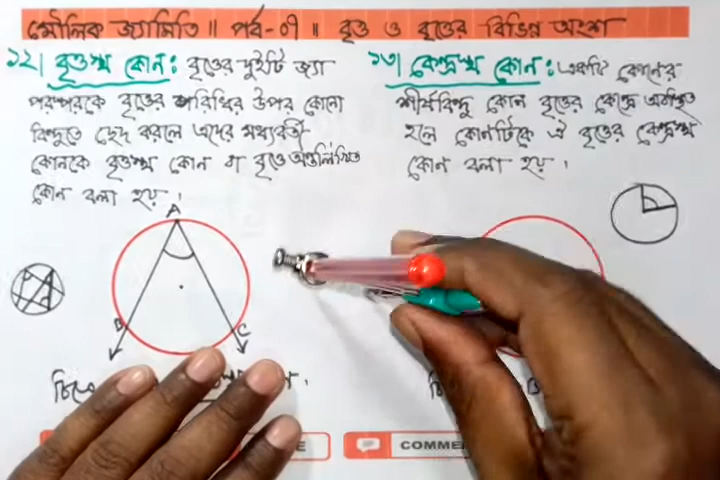 মৌলিক জ্যামিতি ॥ পর্ব-০৭ ॥ বৃত্ত ও বৃত্তের বিভিন্ন অংশ
১২। বৃত্তস্থ কোন: বৃত্তের দুইটি জ্যা
পরস্পরকে বৃত্তের পরিধির উপর কোনো
বিন্দুতে ছেদ করলে এদের মধ্যবর্তী
কোনকে বৃত্তস্থ কোন বা বৃত্তে অন্তর্লিখিত
কোন বলা হয়।
A
B
C
চিত্রে
১৩। কেন্দ্রস্থ কোন: একটি কোনের
শীর্ষবিন্দু কোন বৃত্তের কেন্দ্রে অবস্থিত
হলে কোনটিকে ঐ বৃত্তের কেন্দ্রস্থ
কোন বলা হয়।
COMME